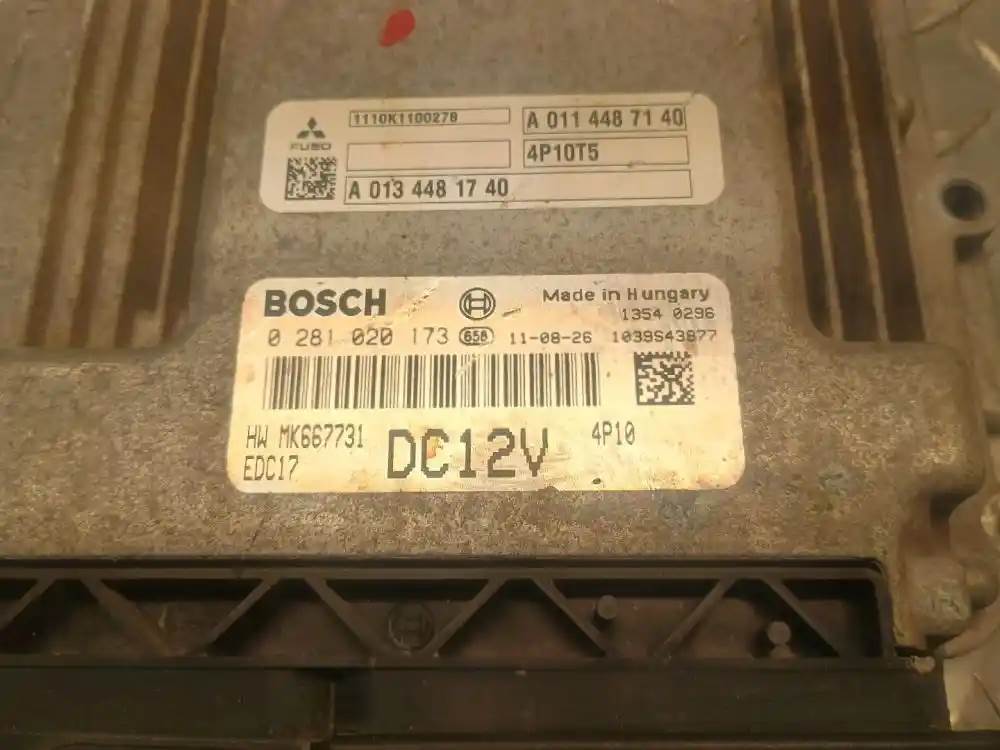 1110K1100278
A 011 448 71 40
FUSO
4P10T5
A 013 448 17 40
BOSCH
Made in Hungary
1354 0296
0 281 020 173 658 11-08-26 1039S43877
HW MK667731 DC12V 4P10
EDC17